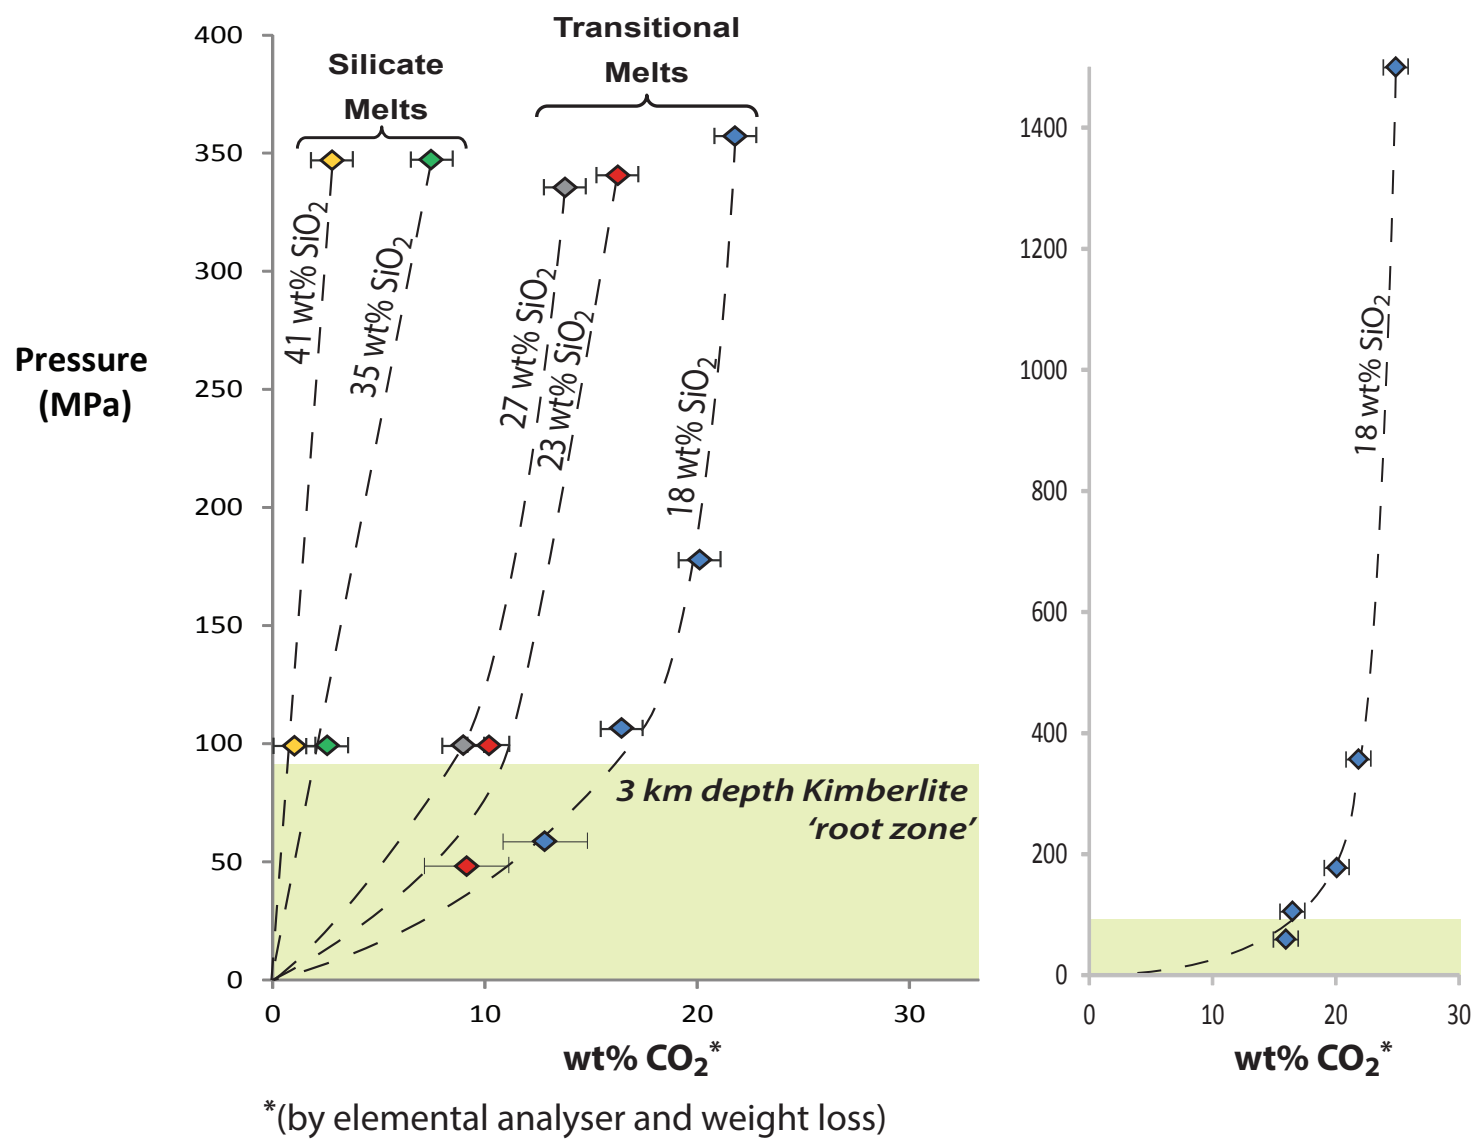 Silicate
Melts
Transitional
Melts
Pressure
(MPa)
400
350
300
250
200
150
100
50
0
0
10
20
30
41 wt% SiO₂
35 wt% SiO₂
27 wt% SiO₂
23 wt% SiO₂
18 wt% SiO₂
3 km depth Kimberlite
‘root zone’
wt% CO₂*
*(by elemental analyser and weight loss)
1400
1200
1000
800
600
400
200
0
0
10
20
30
18 wt% SiO₂
wt% CO₂*